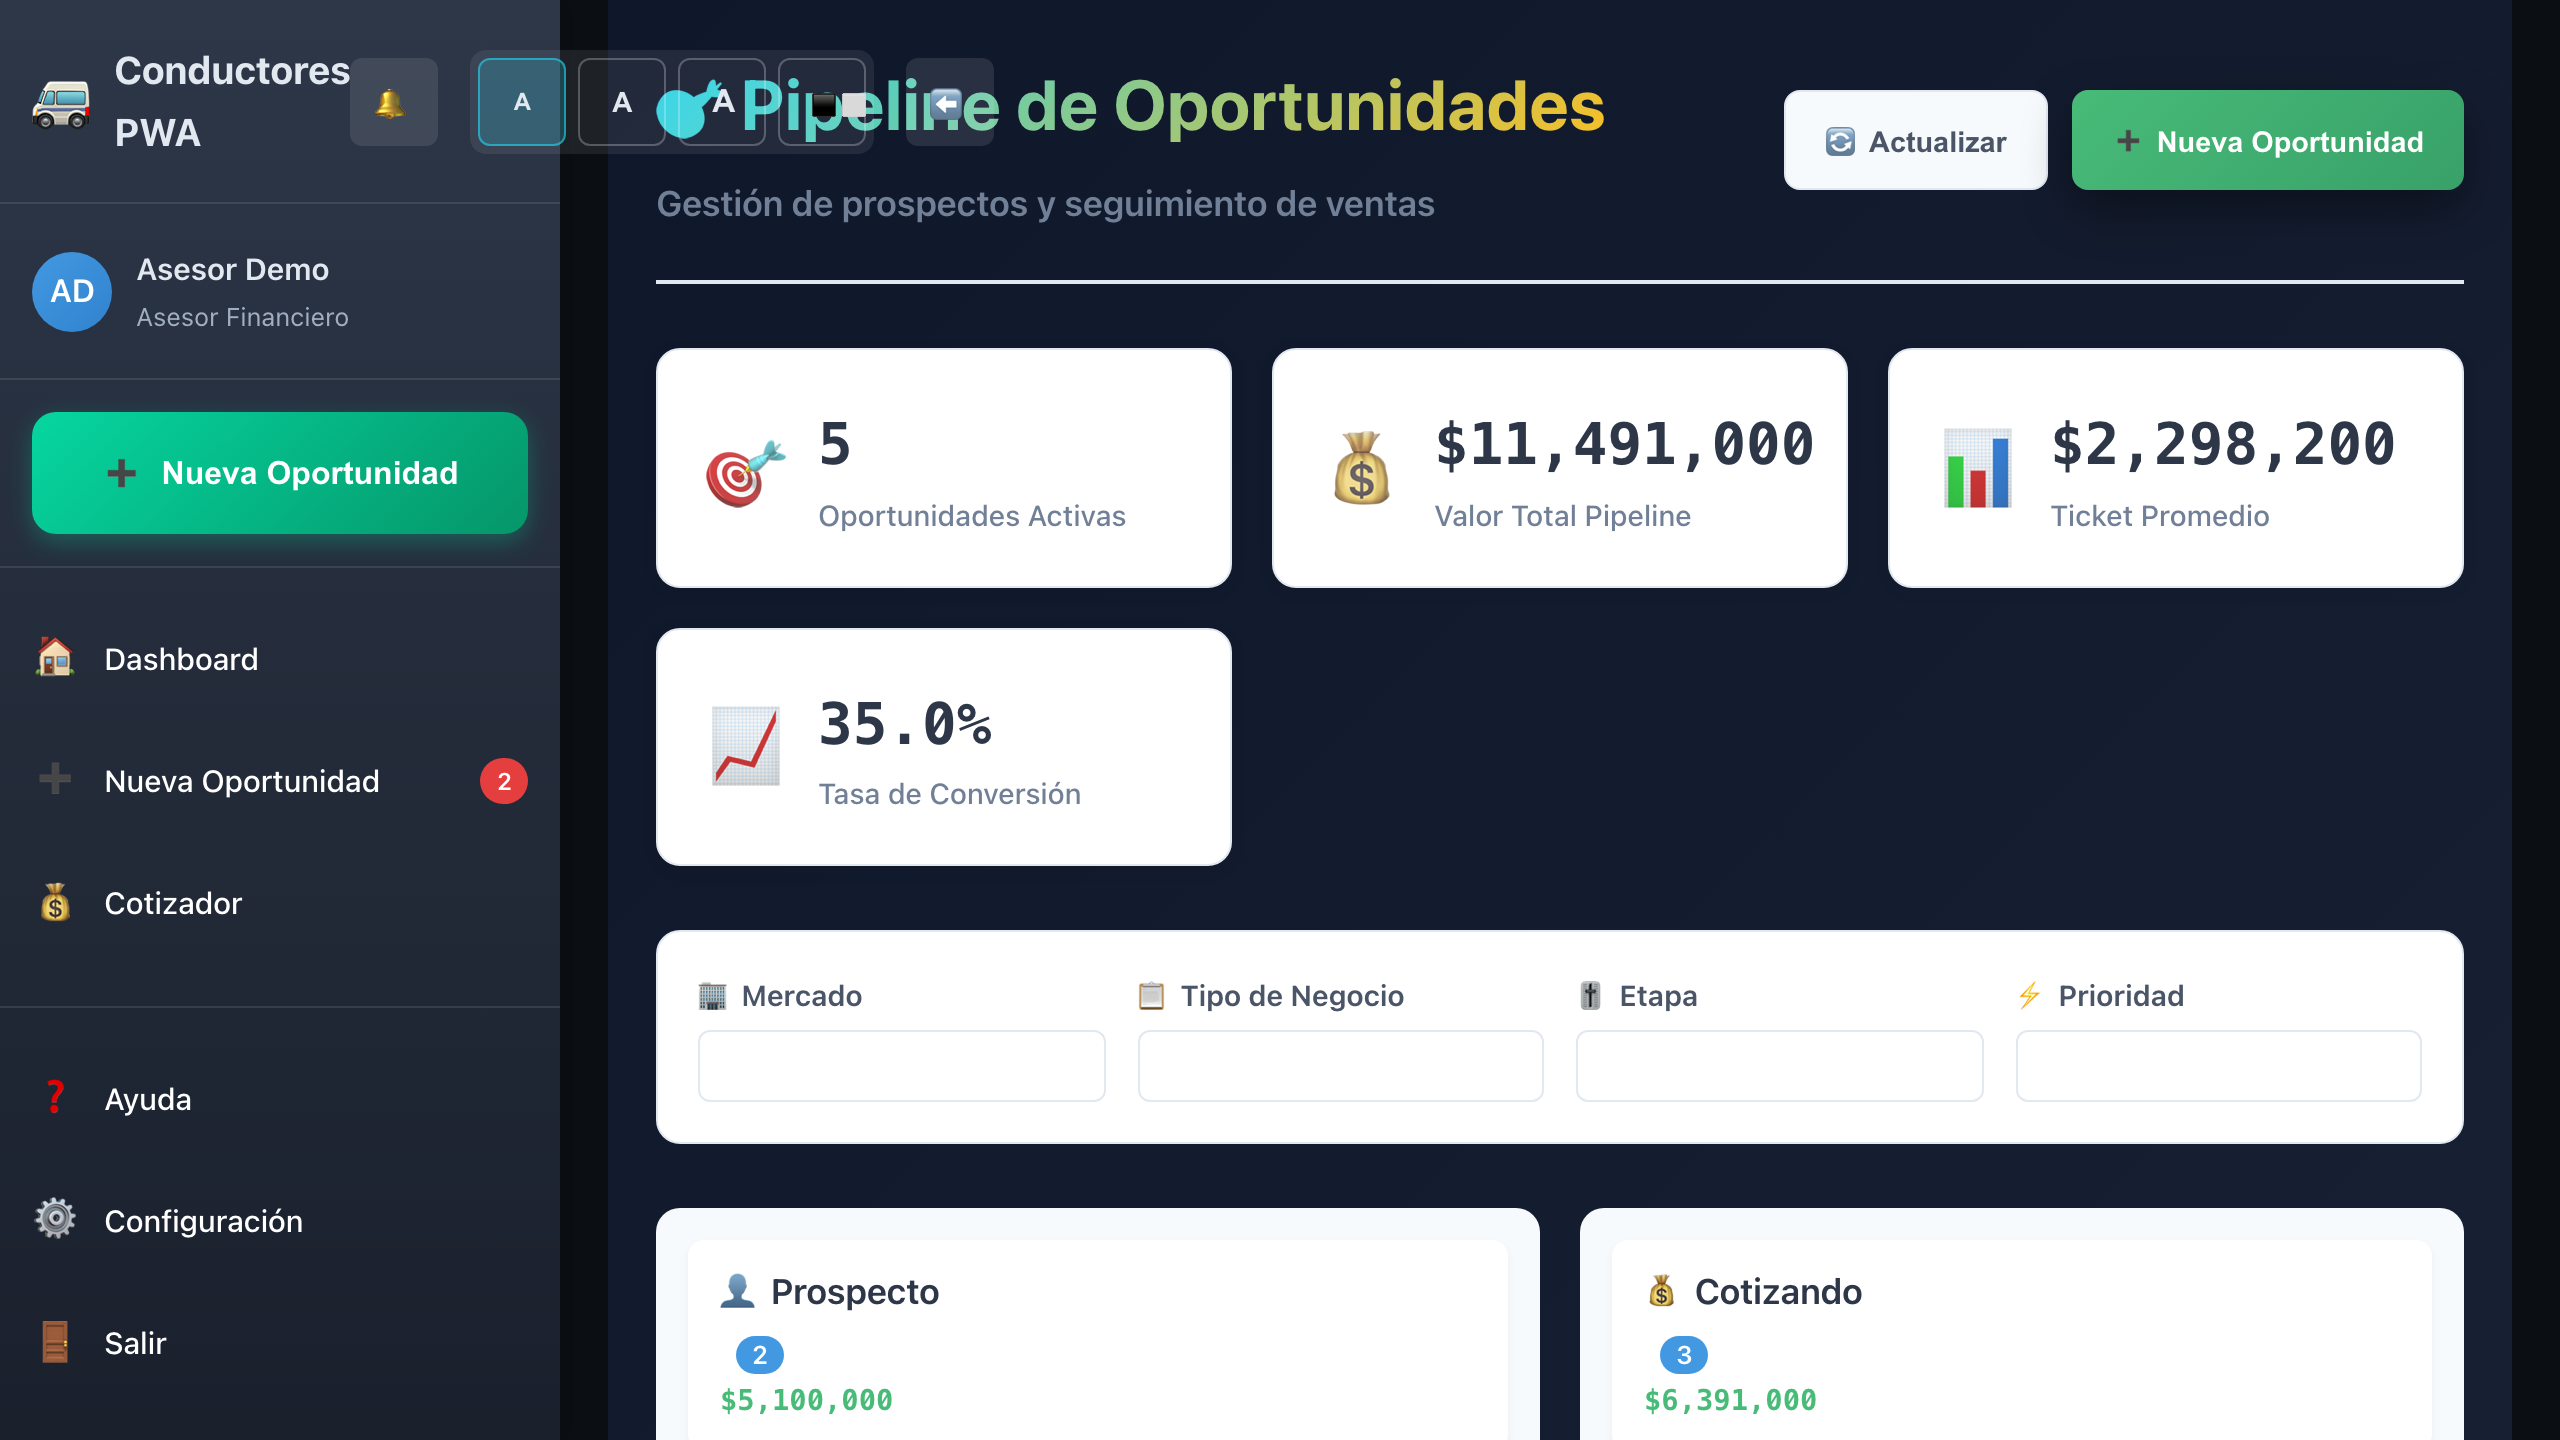 Conductores
PWA
A
A
A
Pipeline de Oportunidades
Gestión de prospectos y seguimiento de ventas
Actualizar
Nueva Oportunidad
AD
Asesor Demo
Asesor Financiero
Nueva Oportunidad
Dashboard
Nueva Oportunidad
2
Cotizador
Ayuda
Configuración
Salir
5
Oportunidades Activas
$11,491,000
Valor Total Pipeline
$2,298,200
Ticket Promedio
35.0%
Tasa de Conversión
Mercado
Tipo de Negocio
Etapa
Prioridad
Prospecto
2
$5,100,000
Cotizando
3
$6,391,000